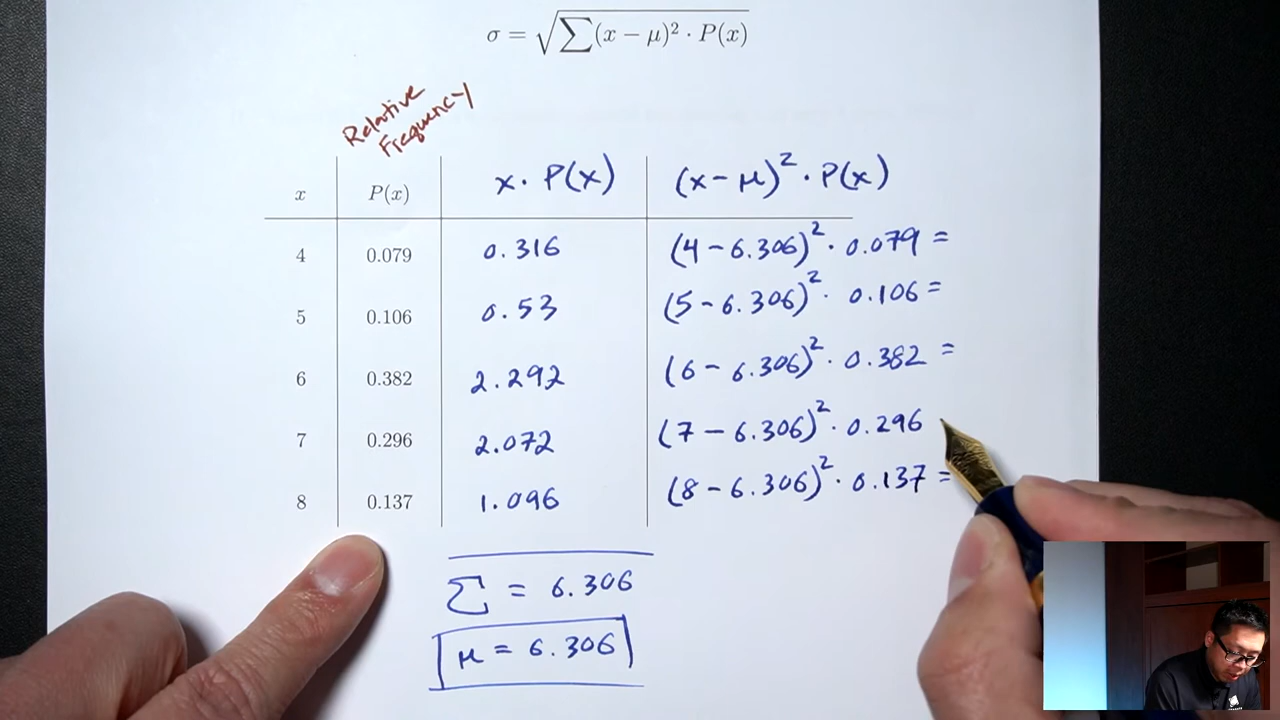 σ = √∑(x − μ)² · P(x)
Relative
Frequency
x P(x) x · P(x) (x − μ)² · P(x)
4 0.079 0.316 (4 − 6.306)² · 0.079 =
5 0.106 0.53 (5 − 6.306)² · 0.106 =
6 0.382 2.292 (6 − 6.306)² · 0.382 =
7 0.296 2.072 (7 − 6.306)² · 0.296
8 0.137 1.096 (8 − 6.306)² · 0.137 =
∑ = 6.306
μ = 6.306